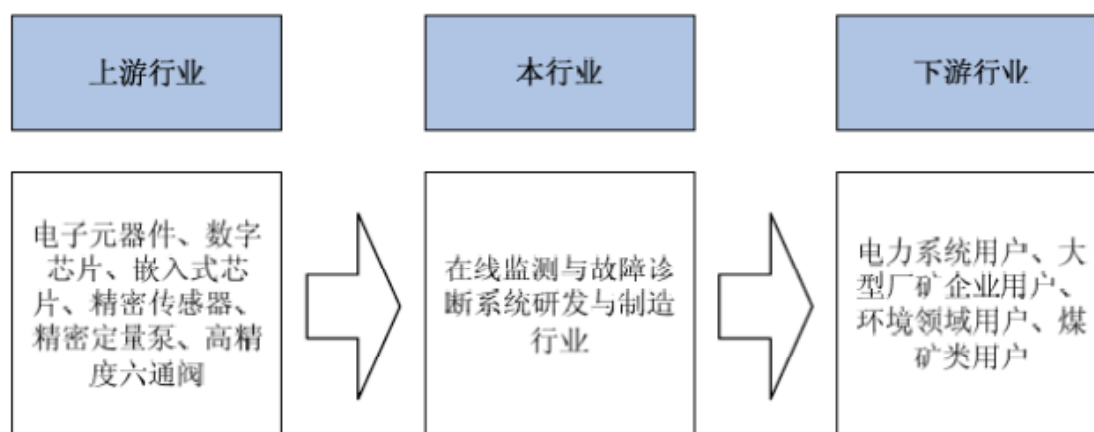 上游行业
本行业
下游行业
电子元器件、数字
芯片、嵌入式芯
片、精密传感器、
精密定量泵、高精
度六通阀
在线监测与故障诊
断系统研发与制造
行业
电力系统用户、大
型厂矿企业用户、
环境领域用户、煤
矿类用户